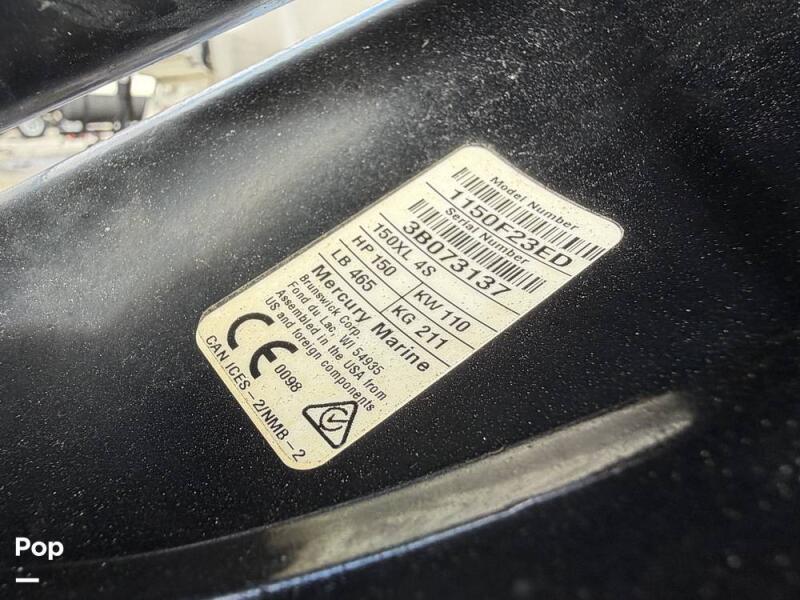 Model Number
1150F23ED
Serial Number
3B073137
150XL 4S
HP 150 KW 110
LB 465 KG 211
Mercury Marine
Brunswick Corp.
Fond du Lac, WI 54935
Assembled in the USA from
US and foreign components
CE 0098
CAN ICES – 2/NMB – 2
Pop